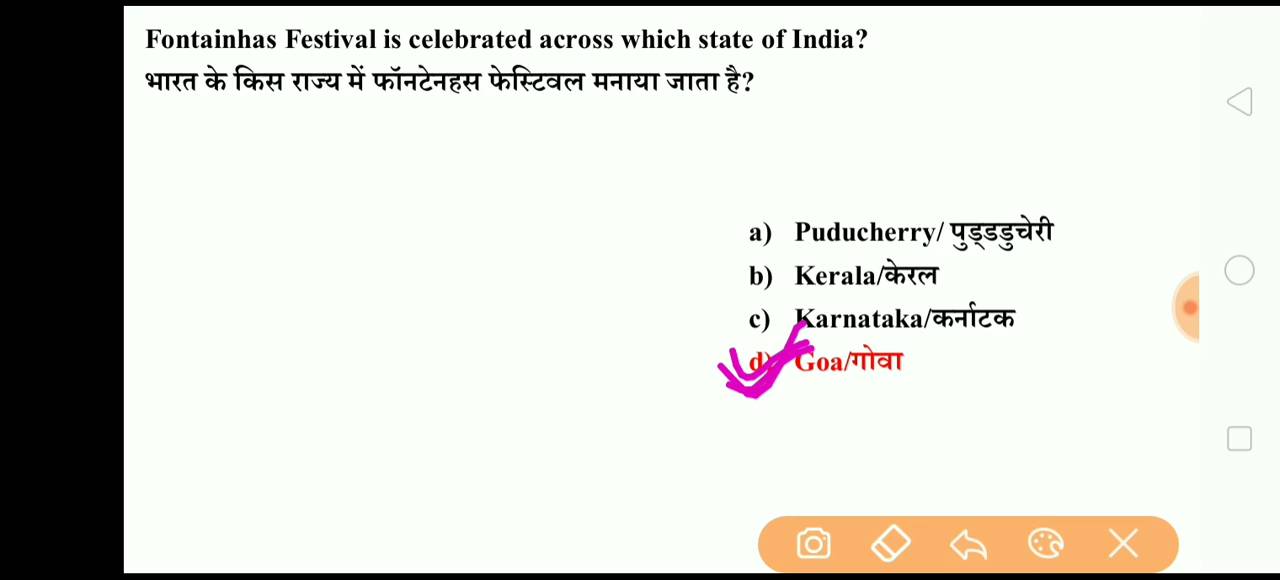 Fontainhas Festival is celebrated across which state of India?
भारत के किस राज्य में फॉनटेनहस फेस्टिवल मनाया जाता है?
a) Puducherry/ पुड्डडुचेरी
b) Kerala/केरल
c) Karnataka/कर्नाटक
d) Goa/गोवा